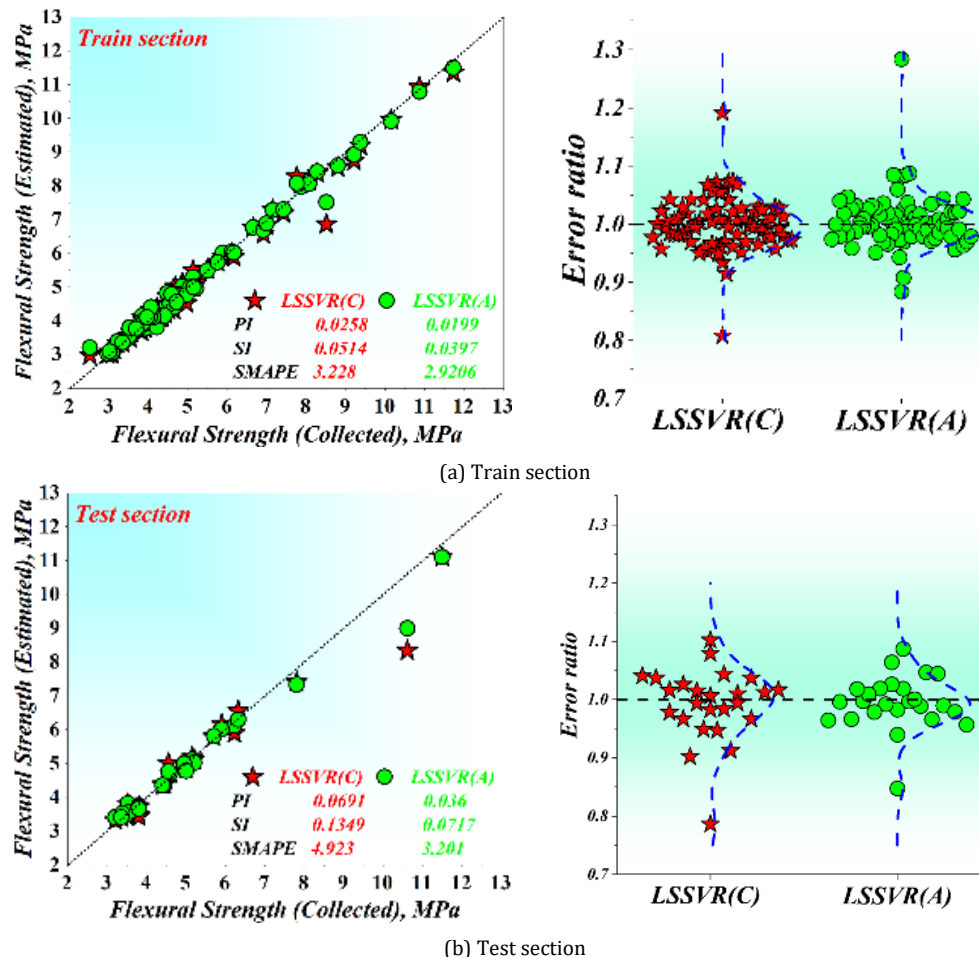 Train section
Flexural Strength (Estimated), MPa
13
12
11
10
9
8
7
6
5
4
3
2
LSSVR(C) LSSVR(A)
PI 0.0258 0.0199
SI 0.0514 0.0397
SMAPE 3.228 2.9206
2 3 4 5 6 7 8 9 10 11 12 13
Flexural Strength (Collected), MPa
Error ratio
1.3
1.2
1.1
1.0
0.9
0.8
0.7
LSSVR(C) LSSVR(A)
(a) Train section
Test section
Flexural Strength (Estimated), MPa
13
12
11
10
9
8
7
6
5
4
3
2
LSSVR(C) LSSVR(A)
PI 0.0691 0.036
SI 0.1349 0.0717
SMAPE 4.923 3.201
2 3 4 5 6 7 8 9 10 11 12 13
Flexural Strength (Collected), MPa
Error ratio
1.3
1.2
1.1
1.0
0.9
0.8
0.7
LSSVR(C) LSSVR(A)
(b) Test section